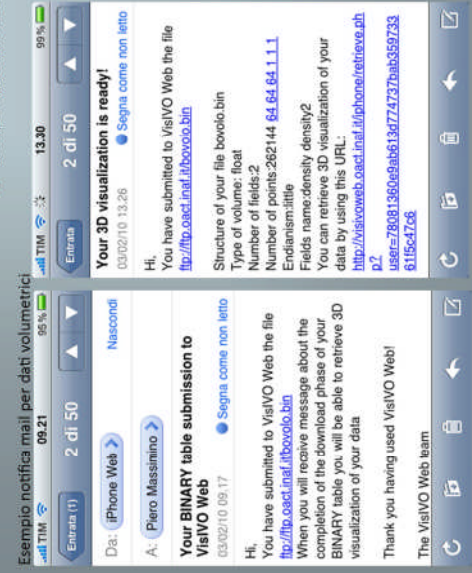 Esempio notifica mail per dati volumetrici
TIM 09.21 95%
Entrata (1) 2 di 50
Da: iPhone Web Nascondi
A: Piero Massimino
Your BINARY table submission to
VisIVO Web
03/02/10 09.17 Segna come non letto
Hi,
You have submitted to VisIVO Web the file
ftp://ftp.oact.inaf.itbovolo.bin
When you will receive message about the
completion of the download phase of your
BINARY table you will be able to retrieve 3D
visualization of your data
Thank you having used VisIVO Web!
The VisIVO Web team
TIM 13.30 99%
Entrata 2 di 50
Your 3D visualization is ready!
03/02/10 13.26 Segna come non letto
Hi,
You have submitted to VisIVO Web the file
ftp://ftp.oact.inaf.it/bovolo.bin
Structure of your file bovolo.bin
Type of volume: float
Number of fields:2
Number of points:262144 64 64 64 1 1 1
Endianism:little
Fields name:density density2
You can retrieve 3D visualization of your
data by using this URL:
http://visivoweb.oact.inaf.it/iphone/retrieve.ph
p?
user=78081360e9ab613d774737bab359733
61f5c47c6